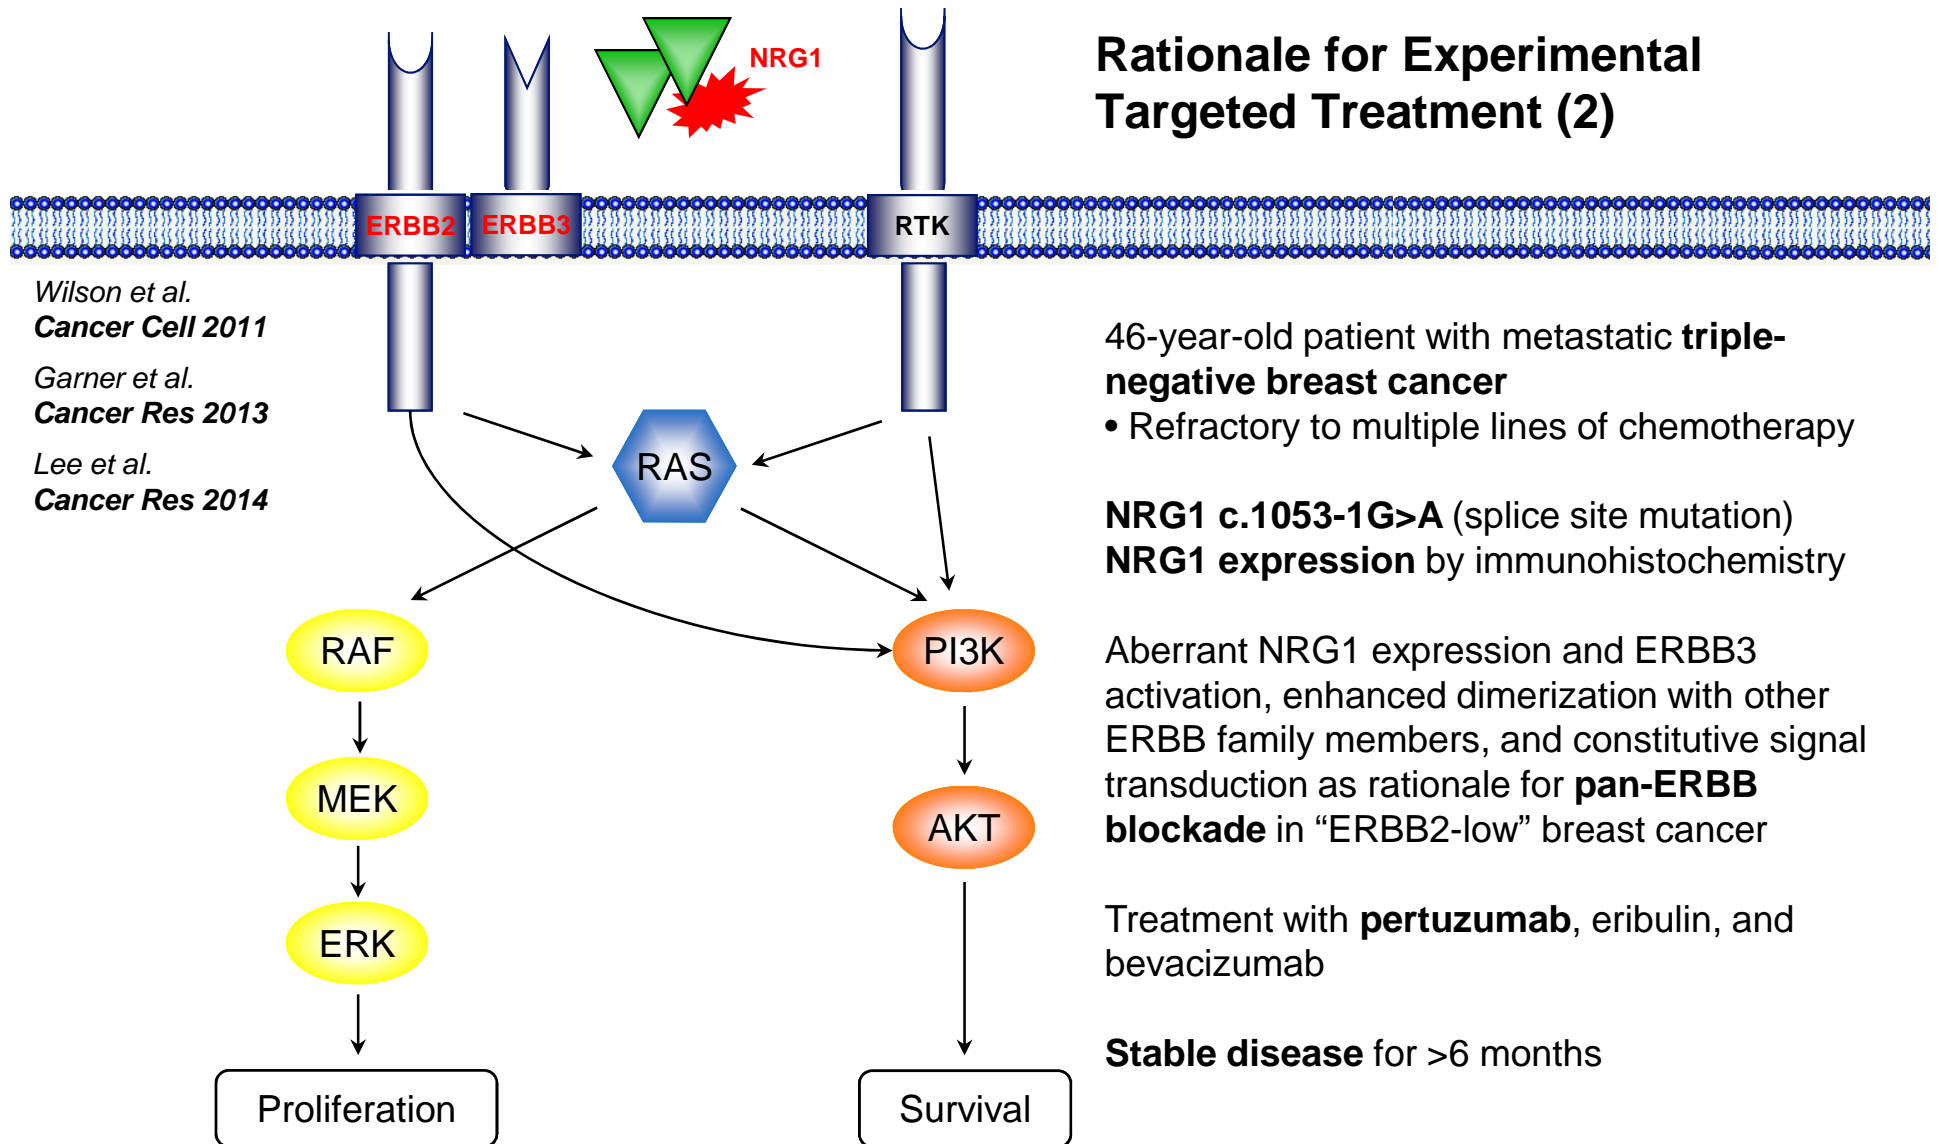 NRG1
Rationale for Experimental
Targeted Treatment (2)
ERBB2
ERBB3
RTK
Wilson et al.
Cancer Cell 2011
Garner et al.
Cancer Res 2013
Lee et al.
Cancer Res 2014
RAS
RAF
PI3K
MEK
AKT
ERK
Proliferation
Survival
46-year-old patient with metastatic triple-
negative breast cancer
• Refractory to multiple lines of chemotherapy
NRG1 c.1053-1G>A (splice site mutation)
NRG1 expression by immunohistochemistry
Aberrant NRG1 expression and ERBB3
activation, enhanced dimerization with other
ERBB family members, and constitutive signal
transduction as rationale for pan-ERBB
blockade in “ERBB2-low” breast cancer
Treatment with pertuzumab, eribulin, and
bevacizumab
Stable disease for >6 months